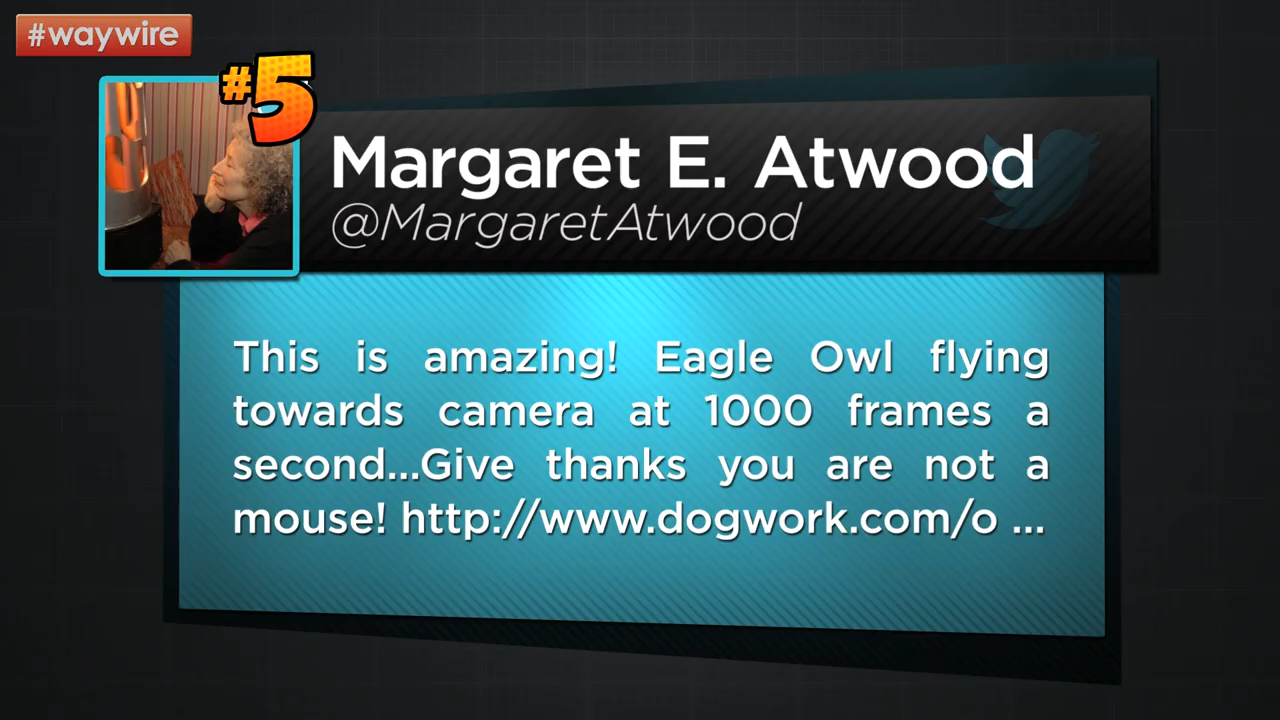 #waywire
#5
Margaret E. Atwood
@MargaretAtwood
This is amazing! Eagle Owl flying
towards camera at 1000 frames a
second...Give thanks you are not a
mouse! http://www.dogwork.com/o ...